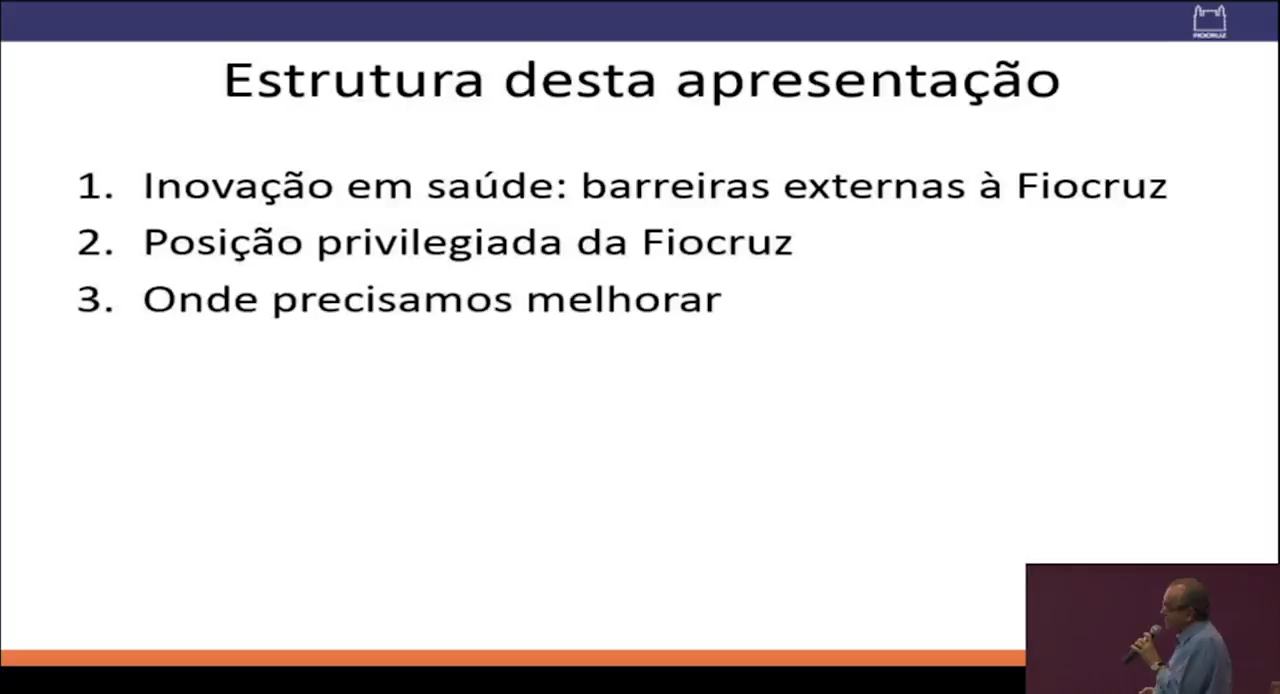 FIOCRUZ
Estrutura desta apresentação
1. Inovação em saúde: barreiras externas à Fiocruz
2. Posição privilegiada da Fiocruz
3. Onde precisamos melhorar